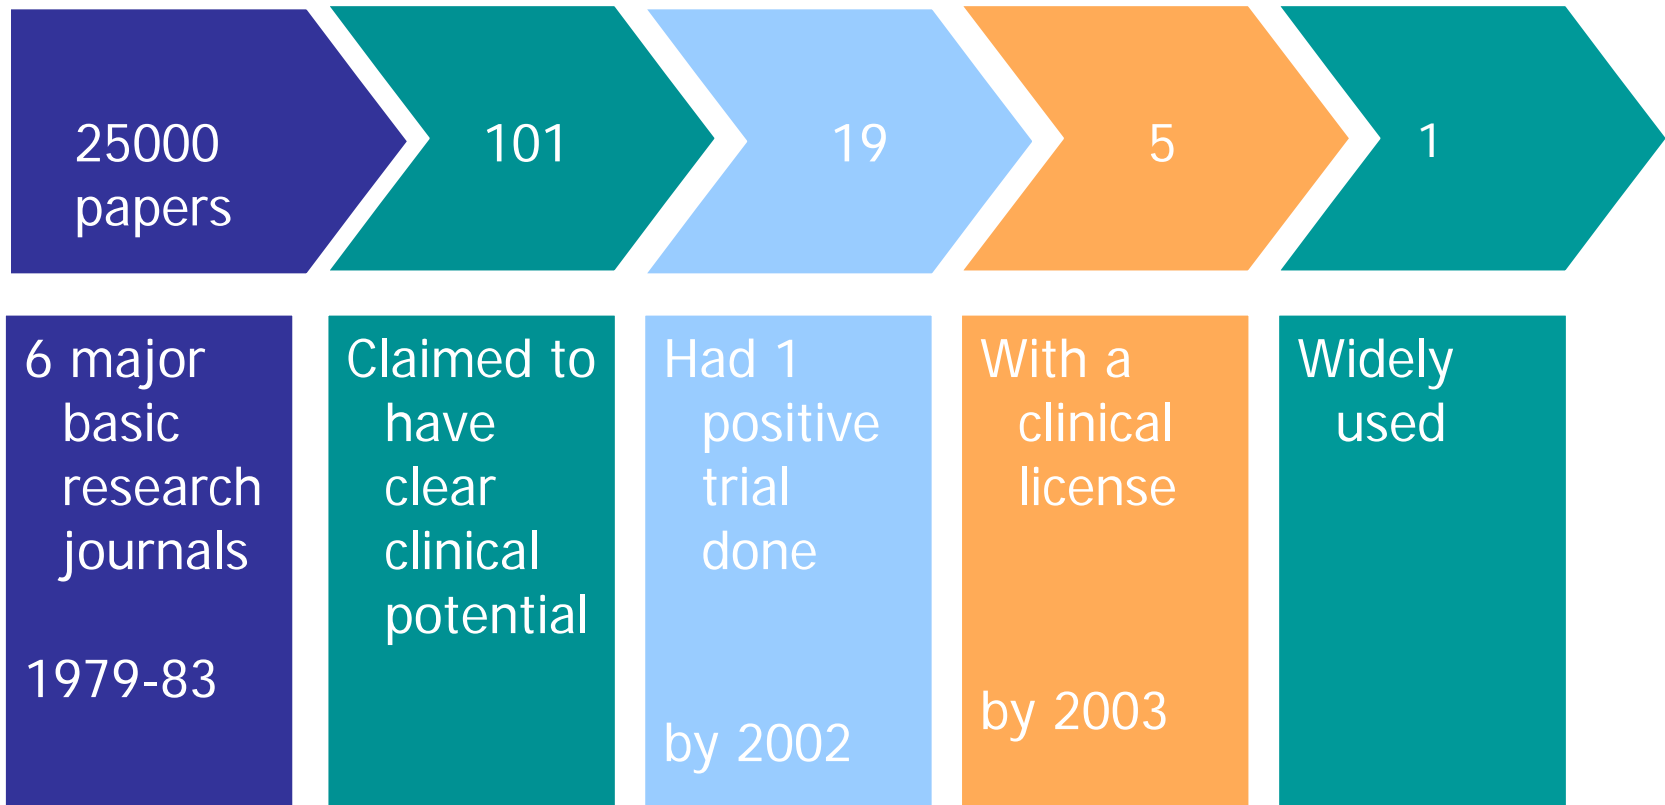 25000
papers
101
19
5
1
6 major
basic
research
journals
1979-83
Claimed to
have
clear
clinical
potential
Had 1
positive
trial
done
by 2002
With a
clinical
license
by 2003
Widely
used